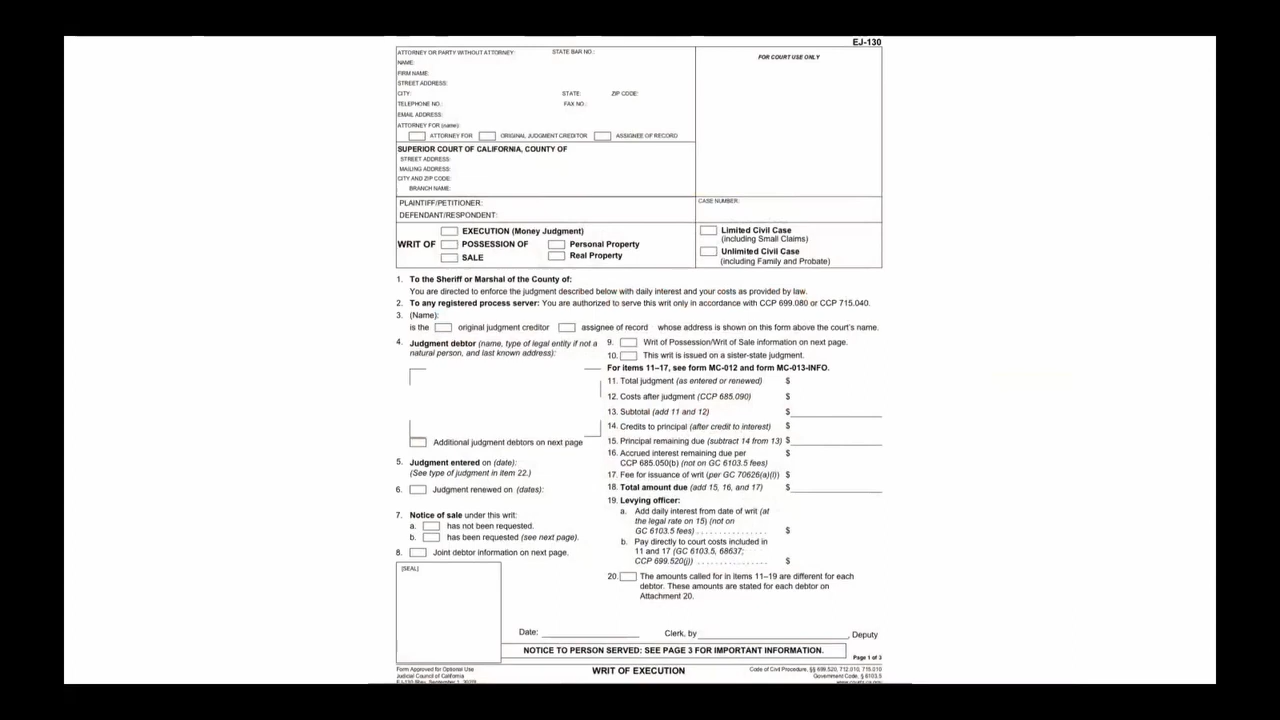 EJ-130
ATTORNEY OR PARTY WITHOUT ATTORNEY: STATE BAR NO.:
NAME:
FIRM NAME:
STREET ADDRESS:
CITY: STATE: ZIP CODE:
TELEPHONE NO.: FAX NO.:
EMAIL ADDRESS:
ATTORNEY FOR (name):
ATTORNEY FOR ORIGINAL JUDGMENT CREDITOR ASSIGNEE OF RECORD
FOR COURT USE ONLY
SUPERIOR COURT OF CALIFORNIA, COUNTY OF
STREET ADDRESS:
MAILING ADDRESS:
CITY AND ZIP CODE:
BRANCH NAME:
PLAINTIFF/PETITIONER:
DEFENDANT/RESPONDENT:
CASE NUMBER:
EXECUTION (Money Judgment)
WRIT OF POSSESSION OF Personal Property
SALE Real Property
Limited Civil Case
(including Small Claims)
Unlimited Civil Case
(including Family and Probate)
1. To the Sheriff or Marshal of the County of:
You are directed to enforce the judgment described below with daily interest and your costs as provided by law.
2. To any registered process server: You are authorized to serve this writ only in accordance with CCP 699.080 or CCP 715.040.
3. (Name):
is the original judgment creditor assignee of record whose address is shown on this form above the court's name.
4. Judgment debtor (name, type of legal entity if not a
natural person, and last known address):
Additional judgment debtors on next page
5. Judgment entered on (date):
(See type of judgment in item 22.)
6. Judgment renewed on (dates):
7. Notice of sale under this writ:
a. has not been requested.
b. has been requested (see next page).
8. Joint debtor information on next page.
[SEAL]
9. Writ of Possession/Writ of Sale information on next page.
10. This writ is issued on a sister-state judgment.
For items 11–17, see form MC-012 and form MC-013-INFO.
11. Total judgment (as entered or renewed) $
12. Costs after judgment (CCP 685.090) $
13. Subtotal (add 11 and 12) $
14. Credits to principal (after credit to interest) $
15. Principal remaining due (subtract 14 from 13) $
16. Accrued interest remaining due per $
CCP 685.050(b) (not on GC 6103.5 fees)
17. Fee for issuance of writ (per GC 70626(a)(I)) $
18. Total amount due (add 15, 16, and 17) $
19. Levying officer:
a. Add daily interest from date of writ (at
the legal rate on 15) (not on
GC 6103.5 fees) . . . . . . . . . . . . . . $
b. Pay directly to court costs included in
11 and 17 (GC 6103.5, 68637;
CCP 699.520(j)) . . . . . . . . . . . . . . $
20. The amounts called for in items 11–19 are different for each
debtor. These amounts are stated for each debtor on
Attachment 20.
Date: Clerk, by , Deputy
NOTICE TO PERSON SERVED: SEE PAGE 3 FOR IMPORTANT INFORMATION.
Page 1 of 3
Form Approved for Optional Use
Judicial Council of California
WRIT OF EXECUTION
Code of Civil Procedure, §§ 699.520, 712.010, 715.010
Government Code, § 6103.5